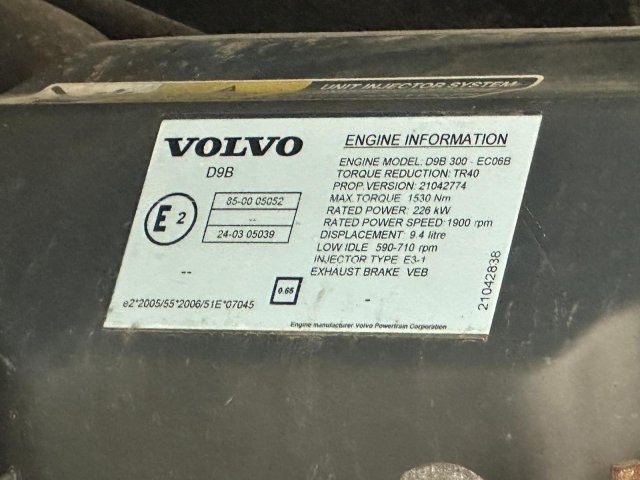 UNIT INJECTOR SYSTEM
VOLVO
D9B
85-00 05052
--
24-03 05039
E2
--
0.65
e2*2005/55*2006/51E*07045
ENGINE INFORMATION
ENGINE MODEL: D9B 300 - EC06B
TORQUE REDUCTION: TR40
PROP.VERSION: 21042774
MAX.TORQUE: 1530 Nm
RATED POWER: 226 kW
RATED POWER SPEED: 1900 rpm
DISPLACEMENT: 9.4 litre
LOW IDLE 590-710 rpm
INJECTOR TYPE E3-1
EXHAUST BRAKE VEB
-
21042838
Engine manufacturer Volvo Powertrain Corporation